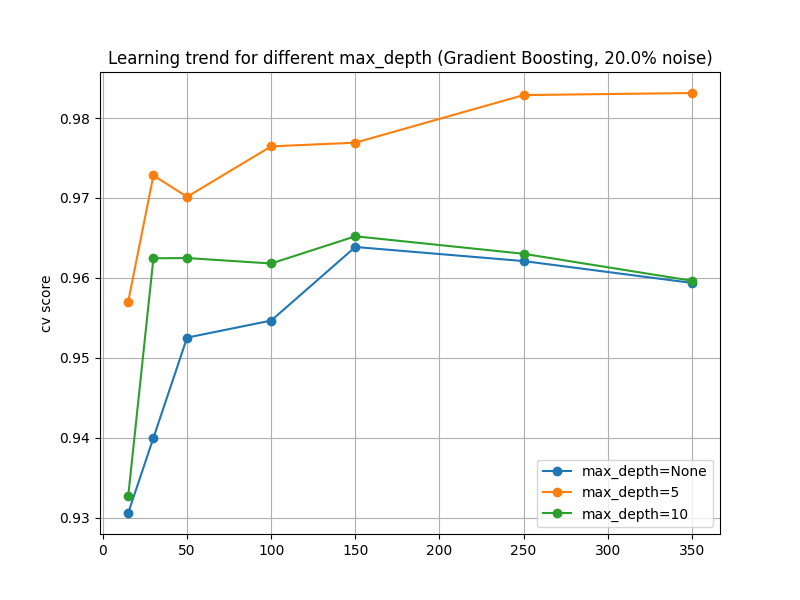 Learning trend for different max_depth (Gradient Boosting, 20.0% noise)
0.98
0.97
0.96
0.95
0.94
0.93
cv score
0
50
100
150
200
250
300
350
max_depth=None
max_depth=5
max_depth=10